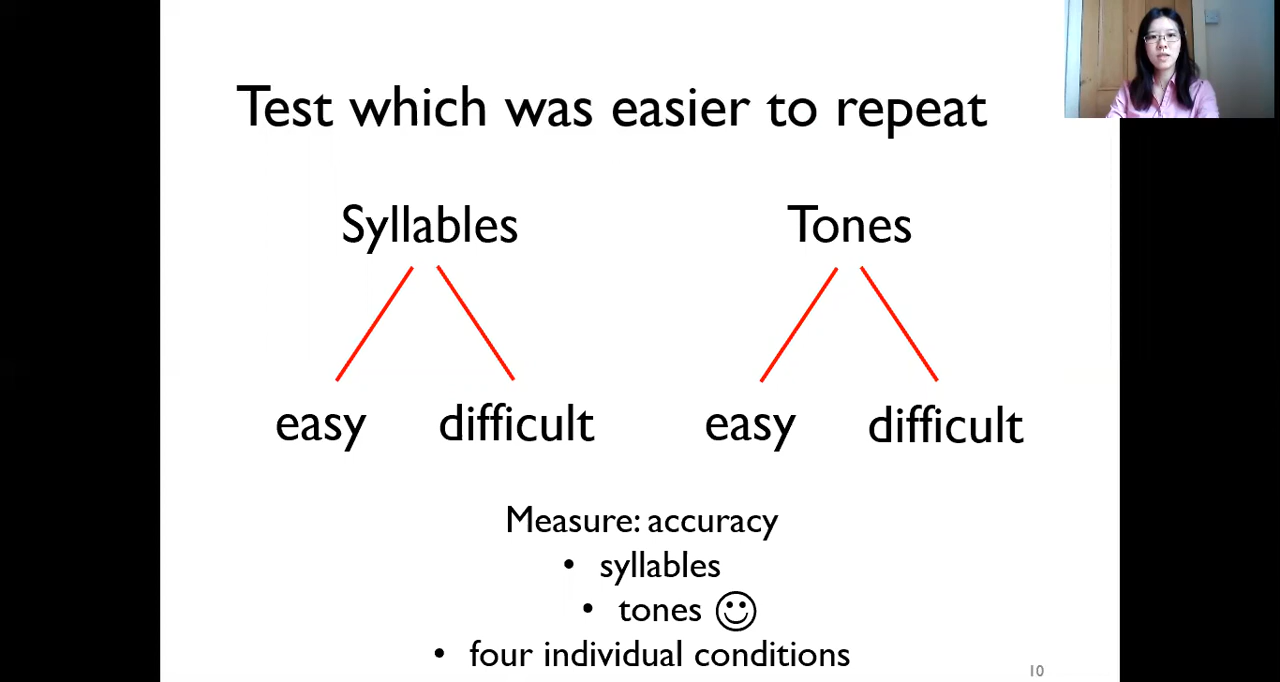 Test which was easier to repeat
Syllables
Tones
easy
difficult
easy
difficult
Measure: accuracy
• syllables
• tones
• four individual conditions
10